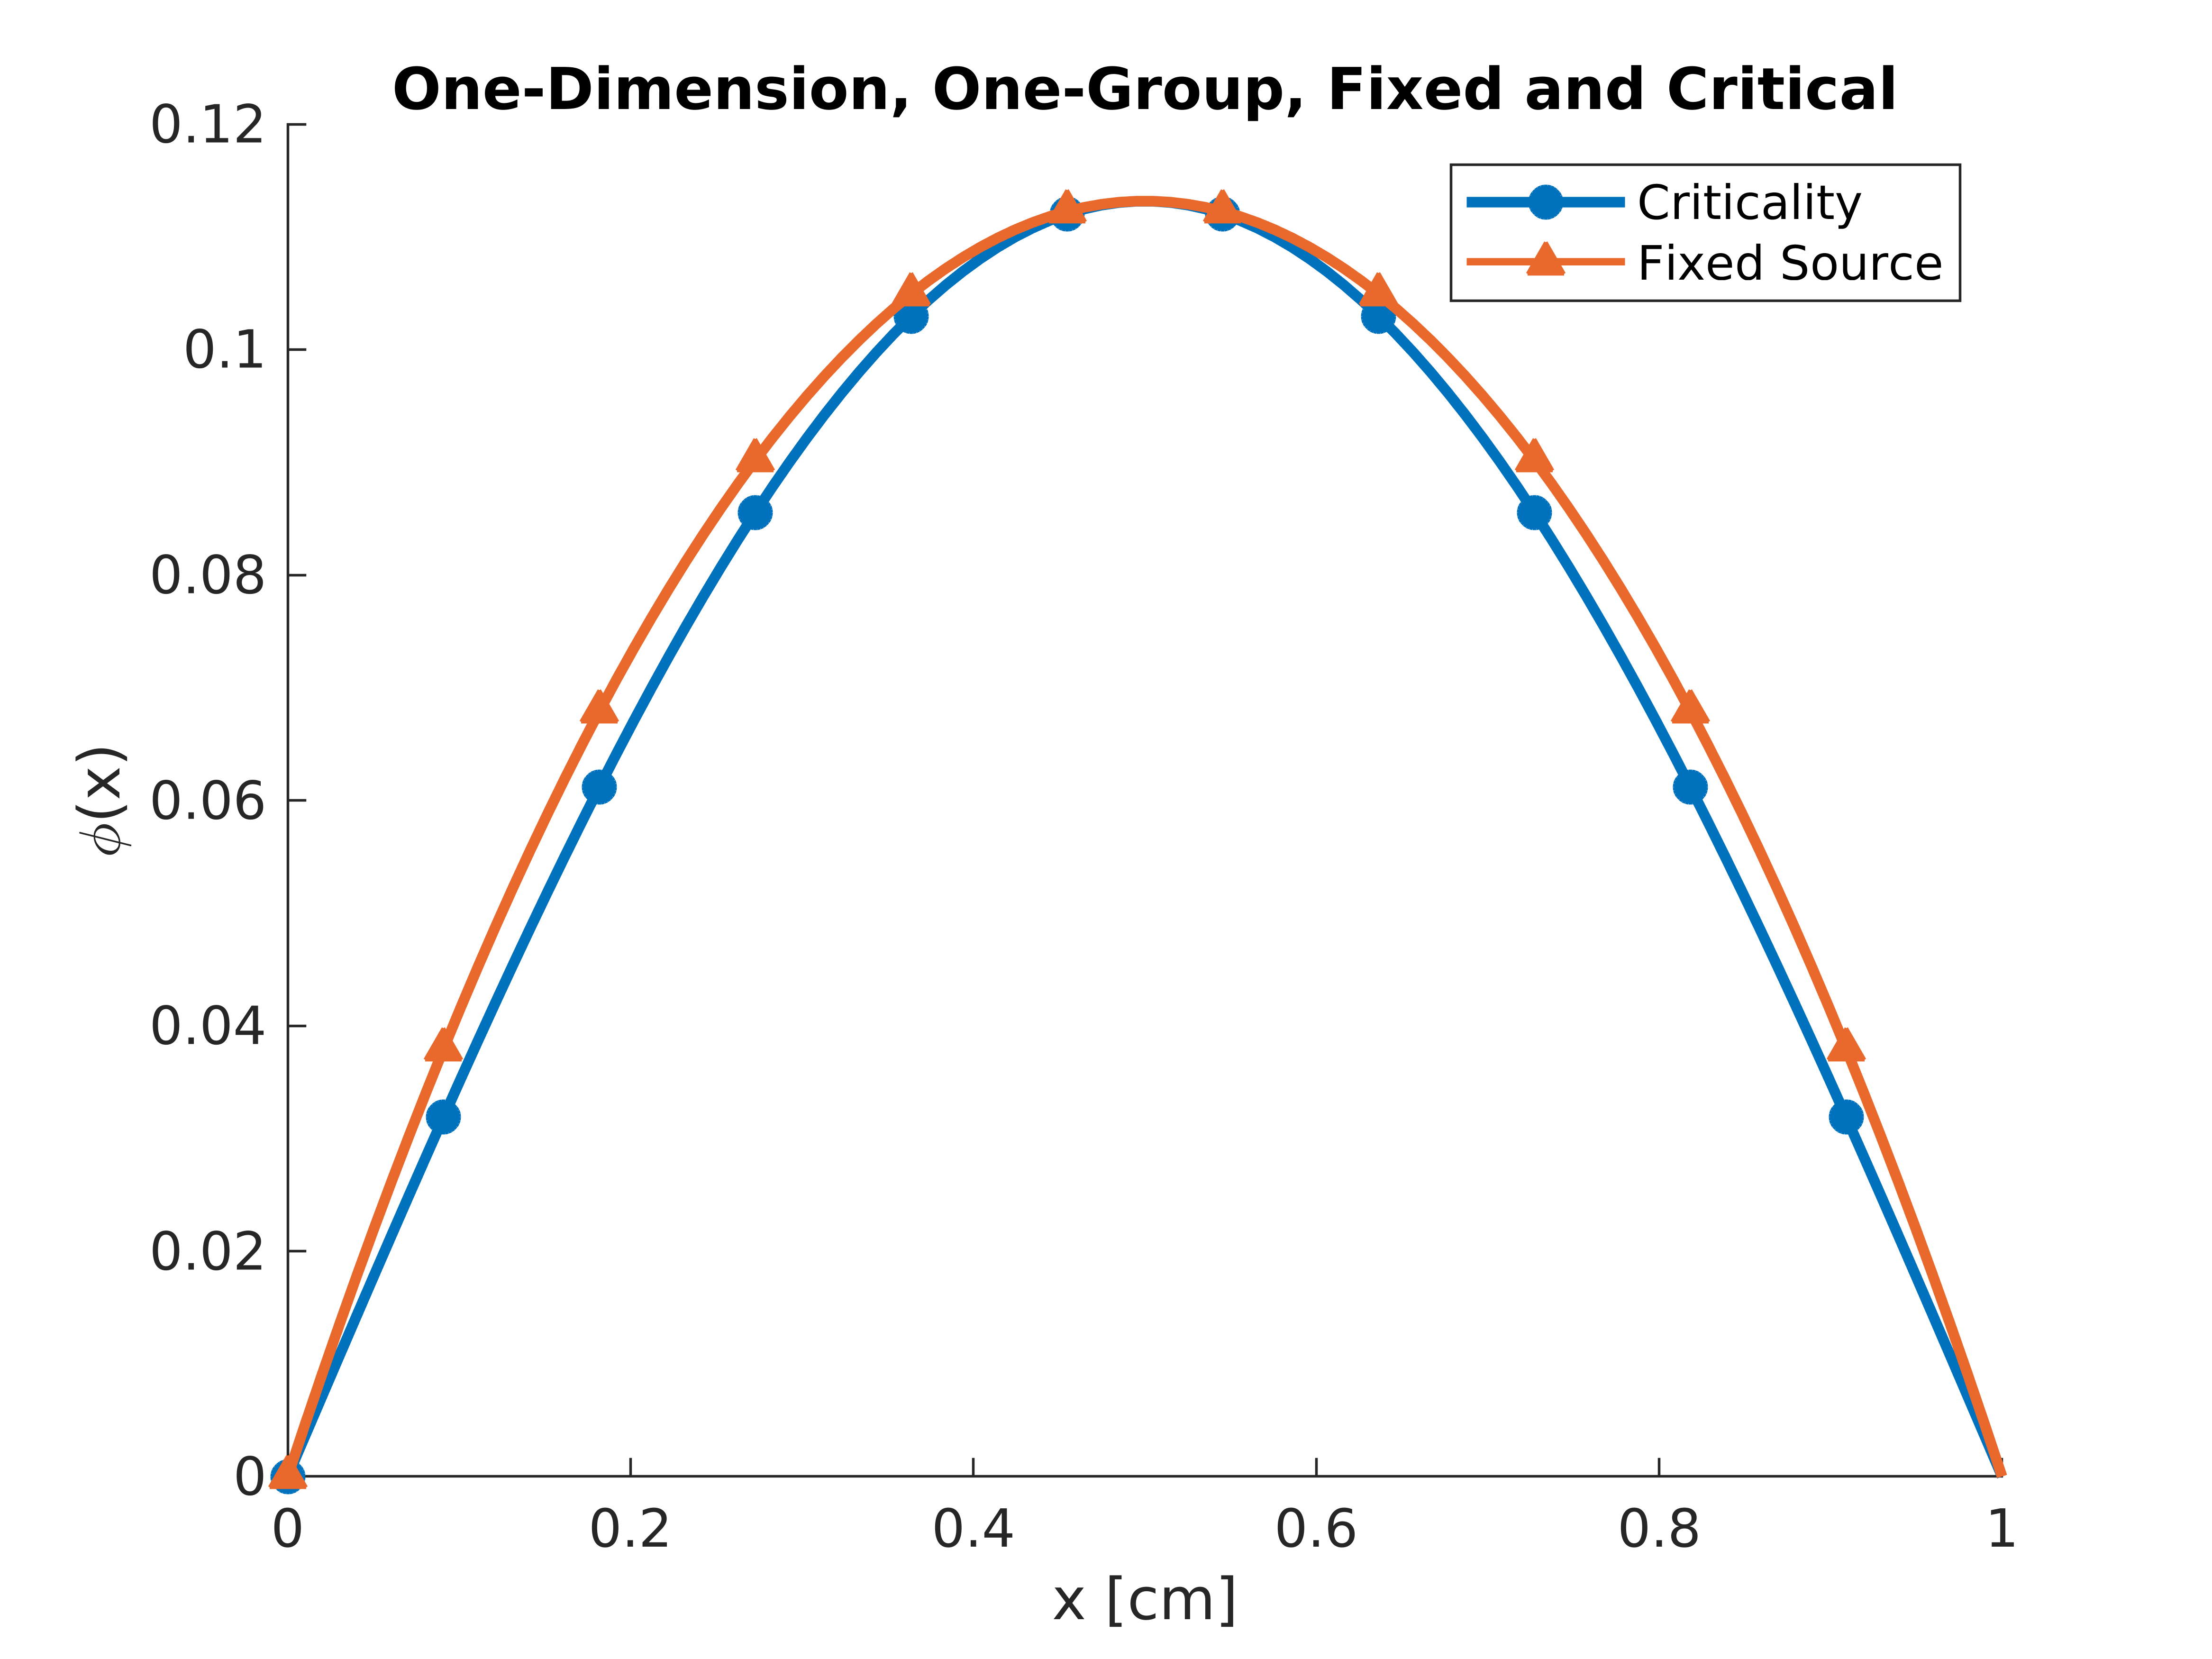 One-Dimension, One-Group, Fixed and Critical
0.12
0.1
0.08
0.06
0.04
0.02
0
ϕ(x)
Criticality
Fixed Source
0 0.2 0.4 0.6 0.8 1
x [cm]